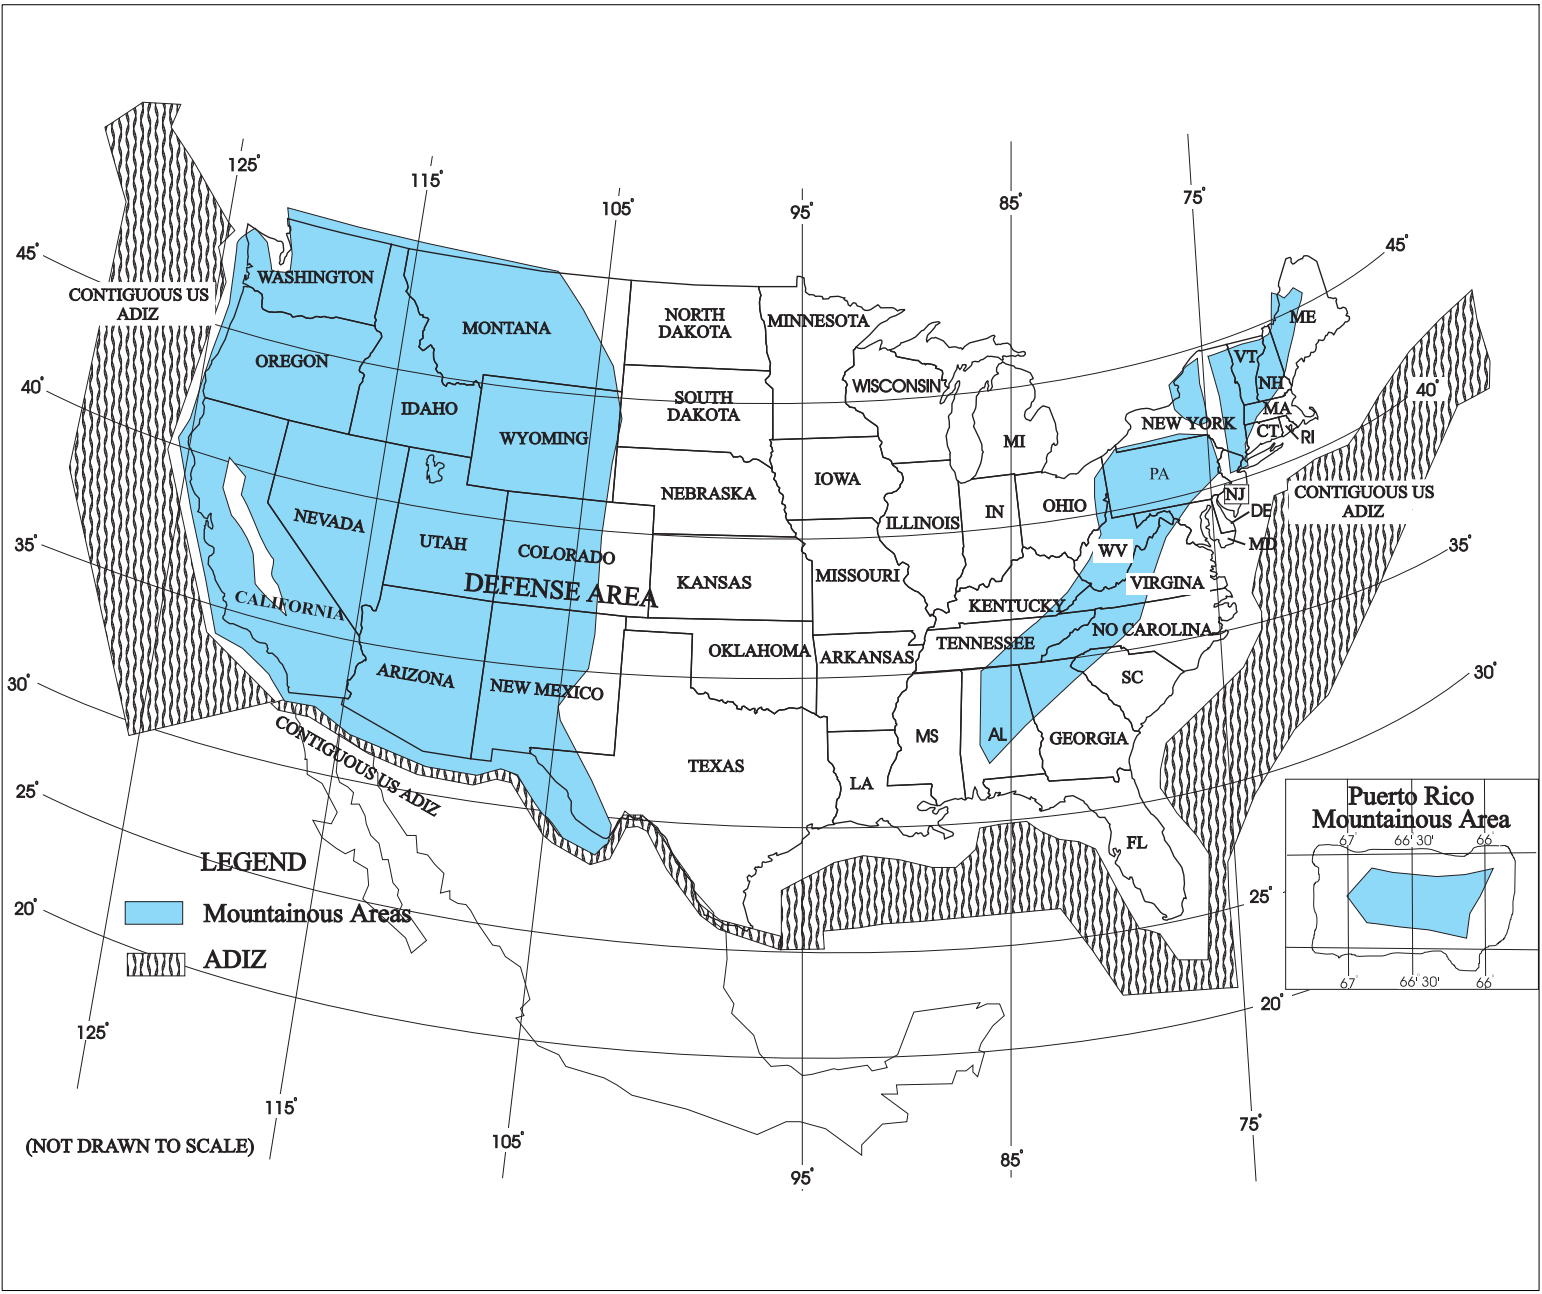 125°
115°
105°
95°
85°
75°
45°
45°
CONTIGUOUS US
ADIZ
WASHINGTON
MONTANA
NORTH
DAKOTA
MINNESOTA
ME
OREGON
IDAHO
WYOMING
SOUTH
DAKOTA
WISCONSIN
VT
NH
MA
NEW YORK
CT
RI
40°
40°
MI
PA
NEVADA
UTAH
COLORADO
NEBRASKA
IOWA
ILLINOIS
IN
OHIO
NJ
DE
MD
CONTIGUOUS US
ADIZ
35°
35°
WV
VIRGINA
DEFENSE AREA
KANSAS
MISSOURI
KENTUCKY
CALIFORNIA
NO CAROLINA
TENNESSEE
ARIZONA
NEW MEXICO
OKLAHOMA
ARKANSAS
SC
30°
30°
CONTIGUOUS US ADIZ
TEXAS
LA
MS
AL
GEORGIA
FL
25°
25°
20°
20°
LEGEND
Mountainous Areas
ADIZ
Puerto Rico
Mountainous Area
67°
66° 30'
66°
67°
66° 30'
66°
125°
115°
105°
95°
85°
75°
(NOT DRAWN TO SCALE)